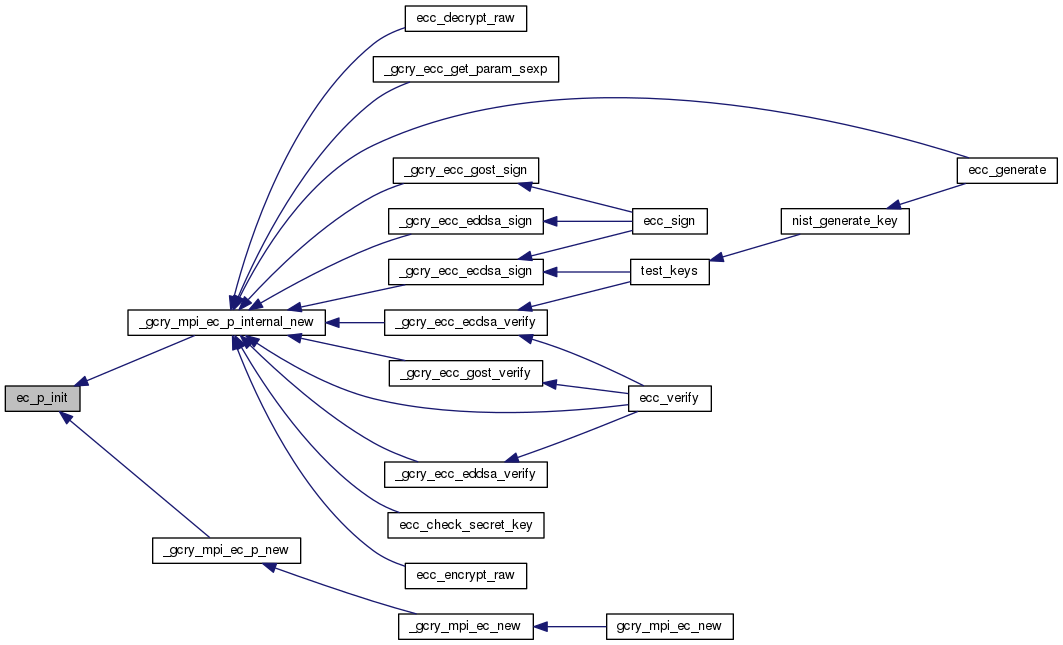 ecc_decrypt_raw
_gcry_ecc_get_param_sexp
_gcry_ecc_gost_sign
ecc_generate
_gcry_ecc_eddsa_sign
ecc_sign
nist_generate_key
_gcry_ecc_ecdsa_sign
test_keys
_gcry_mpi_ec_p_internal_new
_gcry_ecc_ecdsa_verify
_gcry_ecc_gost_verify
ec_p_init
ecc_verify
_gcry_ecc_eddsa_verify
ecc_check_secret_key
_gcry_mpi_ec_p_new
ecc_encrypt_raw
_gcry_mpi_ec_new
gcry_mpi_ec_new